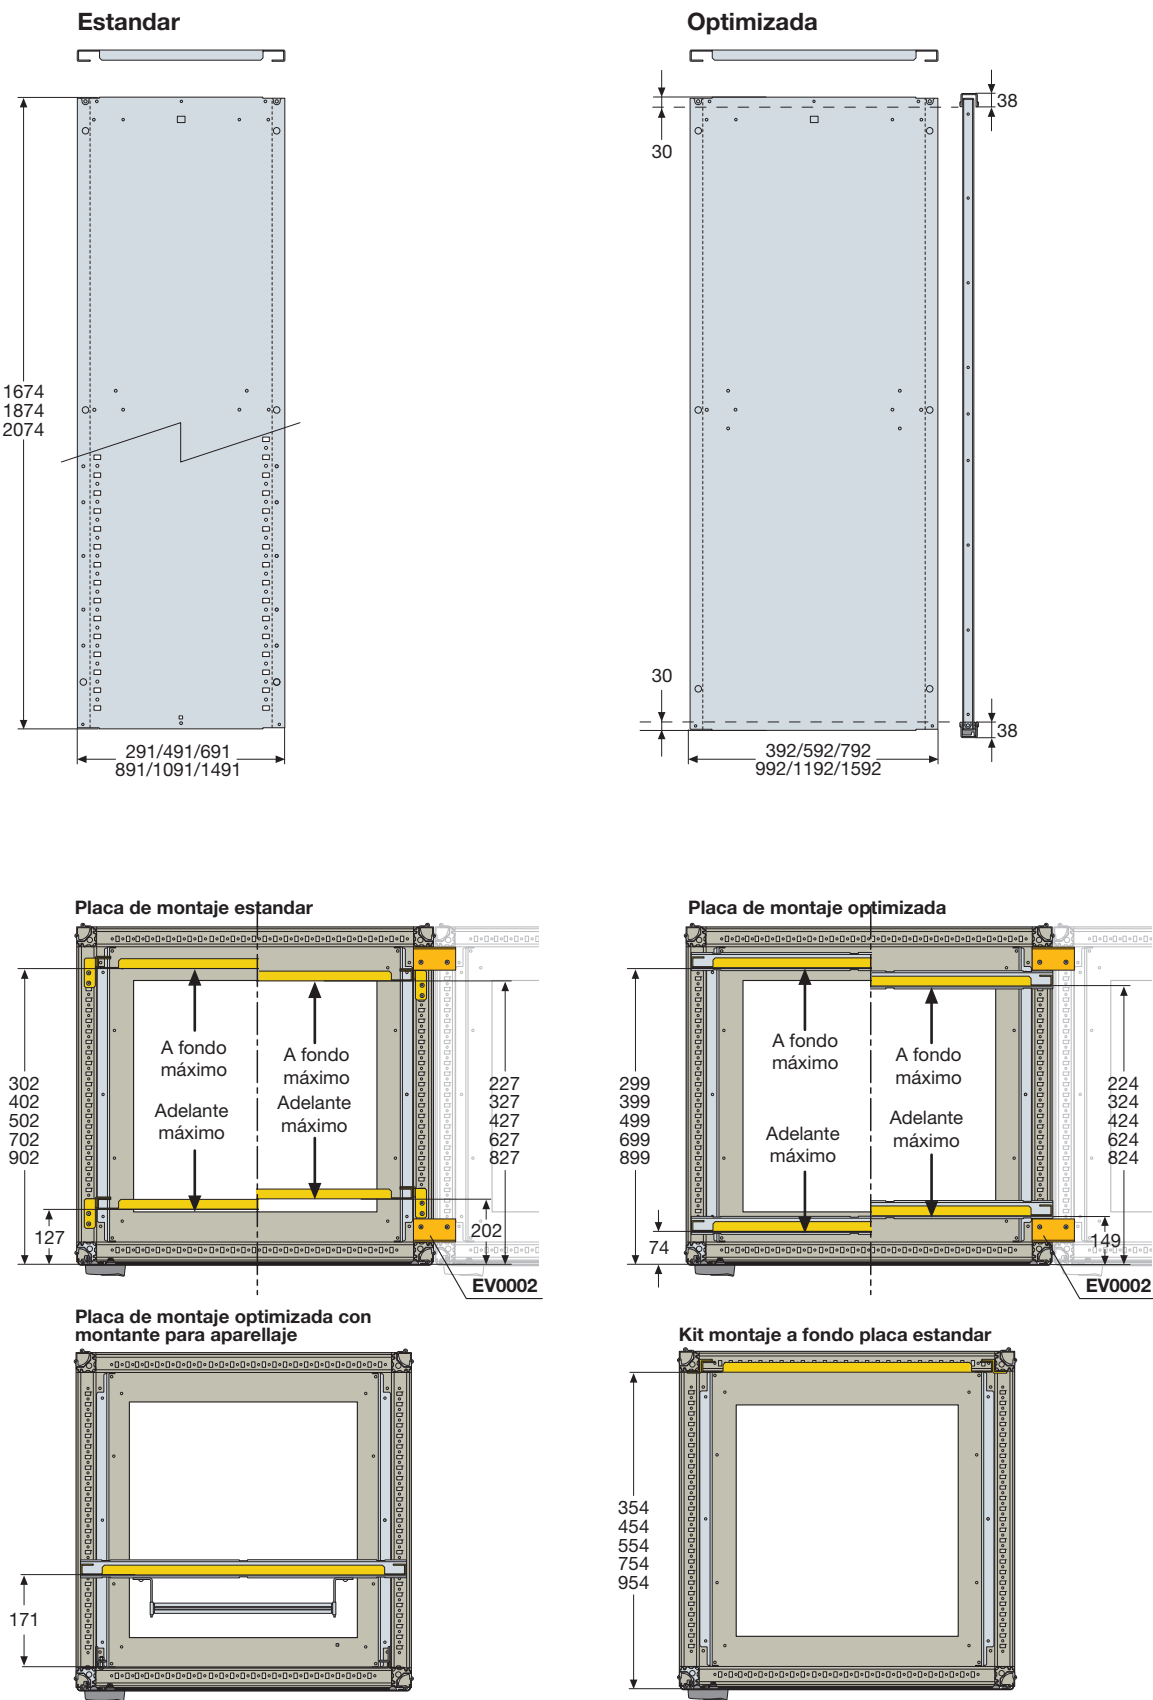 Estandar
1674
1874
2074
291/491/691
891/1091/1491
Optimizada
30
38
30
38
392/592/792
992/1192/1592
Placa de montaje estandar
302
402
502
702
902
127
A fondo
máximo
Adelante
máximo
A fondo
máximo
Adelante
máximo
227
327
427
627
827
202
EV0002
Placa de montaje optimizada
299
399
499
699
899
74
A fondo
máximo
Adelante
máximo
A fondo
máximo
Adelante
máximo
224
324
424
624
824
149
EV0002
Placa de montaje optimizada con
montante para aparellaje
171
Kit montaje a fondo placa estandar
354
454
554
754
954